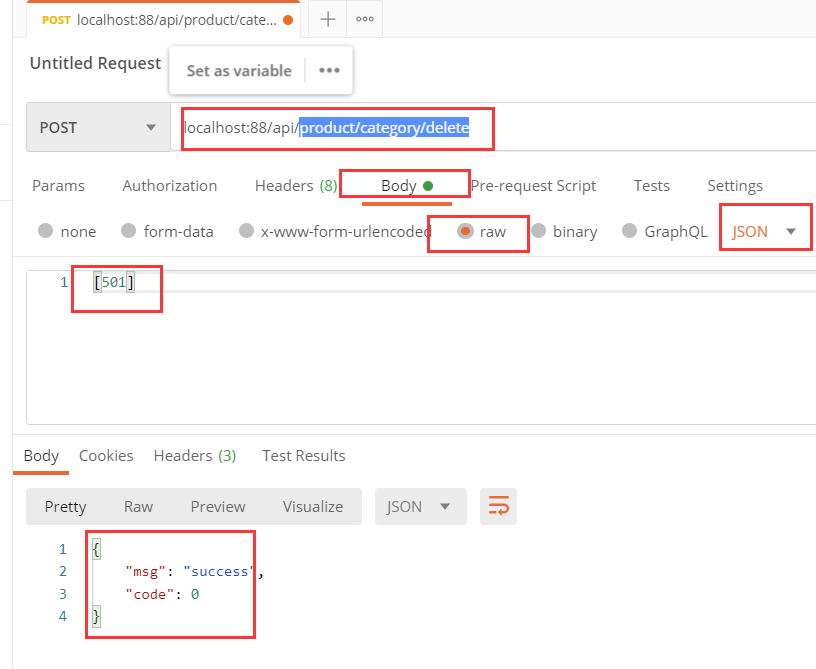 POST localhost:88/api/product/cate...
Untitled Request
Set as variable
POST localhost:88/api/product/category/delete
Params Authorization Headers (8) Body Pre-request Script Tests Settings
none form-data x-www-form-urlencoded raw binary GraphQL JSON
1 [501]
Body Cookies Headers (3) Test Results
Pretty Raw Preview Visualize JSON
1 {
2 "msg": "success",
3 "code": 0
4 }